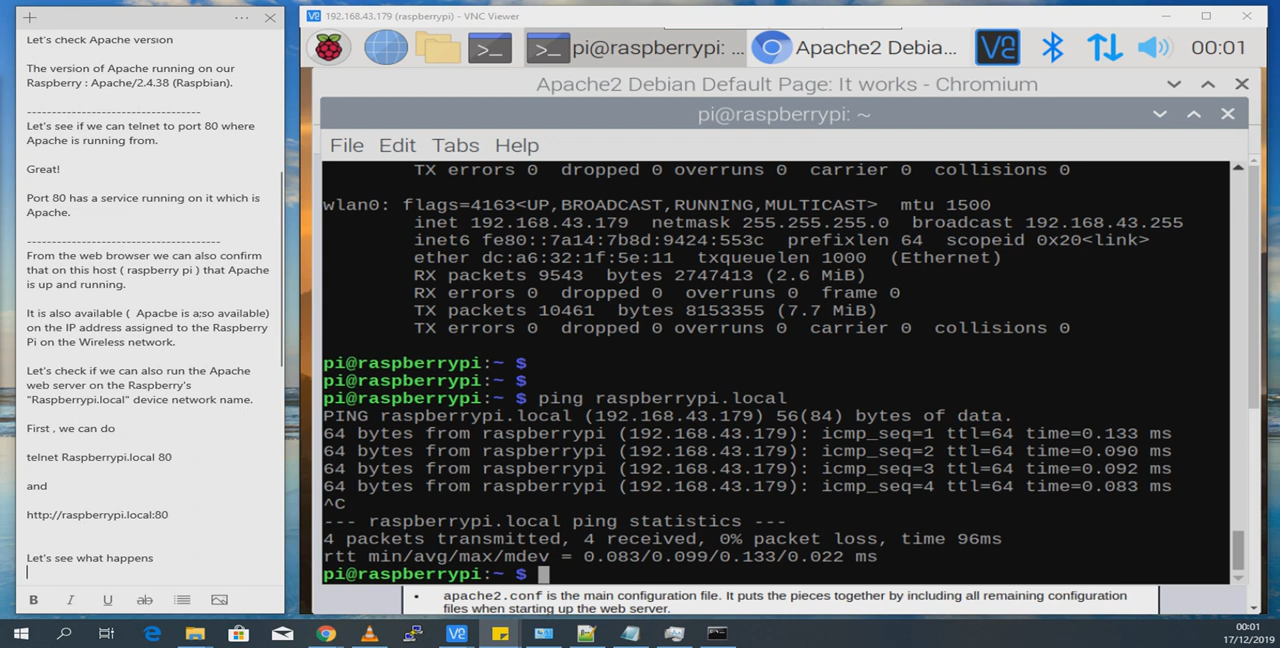 Let's check Apache version
The version of Apache running on our
Raspberry : Apache/2.4.38 (Raspbian).
----------------------------------
Let's see if we can telnet to port 80 where
Apache is running from.
Great!
Port 80 has a service running on it which is
Apache.
--------------------------------------
From the web browser we can also confirm
that on this host ( raspberry pi ) that Apache
is up and running.
It is also available ( Apacbe is a;so available)
on the IP address assigned to the Raspberry
Pi on the Wireless network.
Let's check if we can also run the Apache
web server on the Raspberry's
"Raspberrypi.local" device network name.
First , we can do
telnet Raspberrypi.local 80
and
http://raspberrypi.local:80
Let's see what happens
192.168.43.179 (raspberrypi) - VNC Viewer
pi@raspberrypi: ...
Apache2 Debia...
00:01
Apache2 Debian Default Page: It works - Chromium
pi@raspberrypi: ~
File Edit Tabs Help
TX errors 0 dropped 0 overruns 0 carrier 0 collisions 0
wlan0: flags=4163<UP,BROADCAST,RUNNING,MULTICAST> mtu 1500
inet 192.168.43.179 netmask 255.255.255.0 broadcast 192.168.43.255
inet6 fe80::7a14:7b8d:9424:553c prefixlen 64 scopeid 0x20<link>
ether dc:a6:32:1f:5e:11 txqueuelen 1000 (Ethernet)
RX packets 9543 bytes 2747413 (2.6 MiB)
RX errors 0 dropped 0 overruns 0 frame 0
TX packets 10461 bytes 8153355 (7.7 MiB)
TX errors 0 dropped 0 overruns 0 carrier 0 collisions 0
pi@raspberrypi:~ $
pi@raspberrypi:~ $
pi@raspberrypi:~ $ ping raspberrypi.local
PING raspberrypi.local (192.168.43.179) 56(84) bytes of data.
64 bytes from raspberrypi (192.168.43.179): icmp_seq=1 ttl=64 time=0.133 ms
64 bytes from raspberrypi (192.168.43.179): icmp_seq=2 ttl=64 time=0.090 ms
64 bytes from raspberrypi (192.168.43.179): icmp_seq=3 ttl=64 time=0.092 ms
64 bytes from raspberrypi (192.168.43.179): icmp_seq=4 ttl=64 time=0.083 ms
^C
--- raspberrypi.local ping statistics ---
4 packets transmitted, 4 received, 0% packet loss, time 96ms
rtt min/avg/max/mdev = 0.083/0.099/0.133/0.022 ms
pi@raspberrypi:~ $
• apache2.conf is the main configuration file. It puts the pieces together by including all remaining configuration
files when starting up the web server.
B I U ab
00:01
17/12/2019